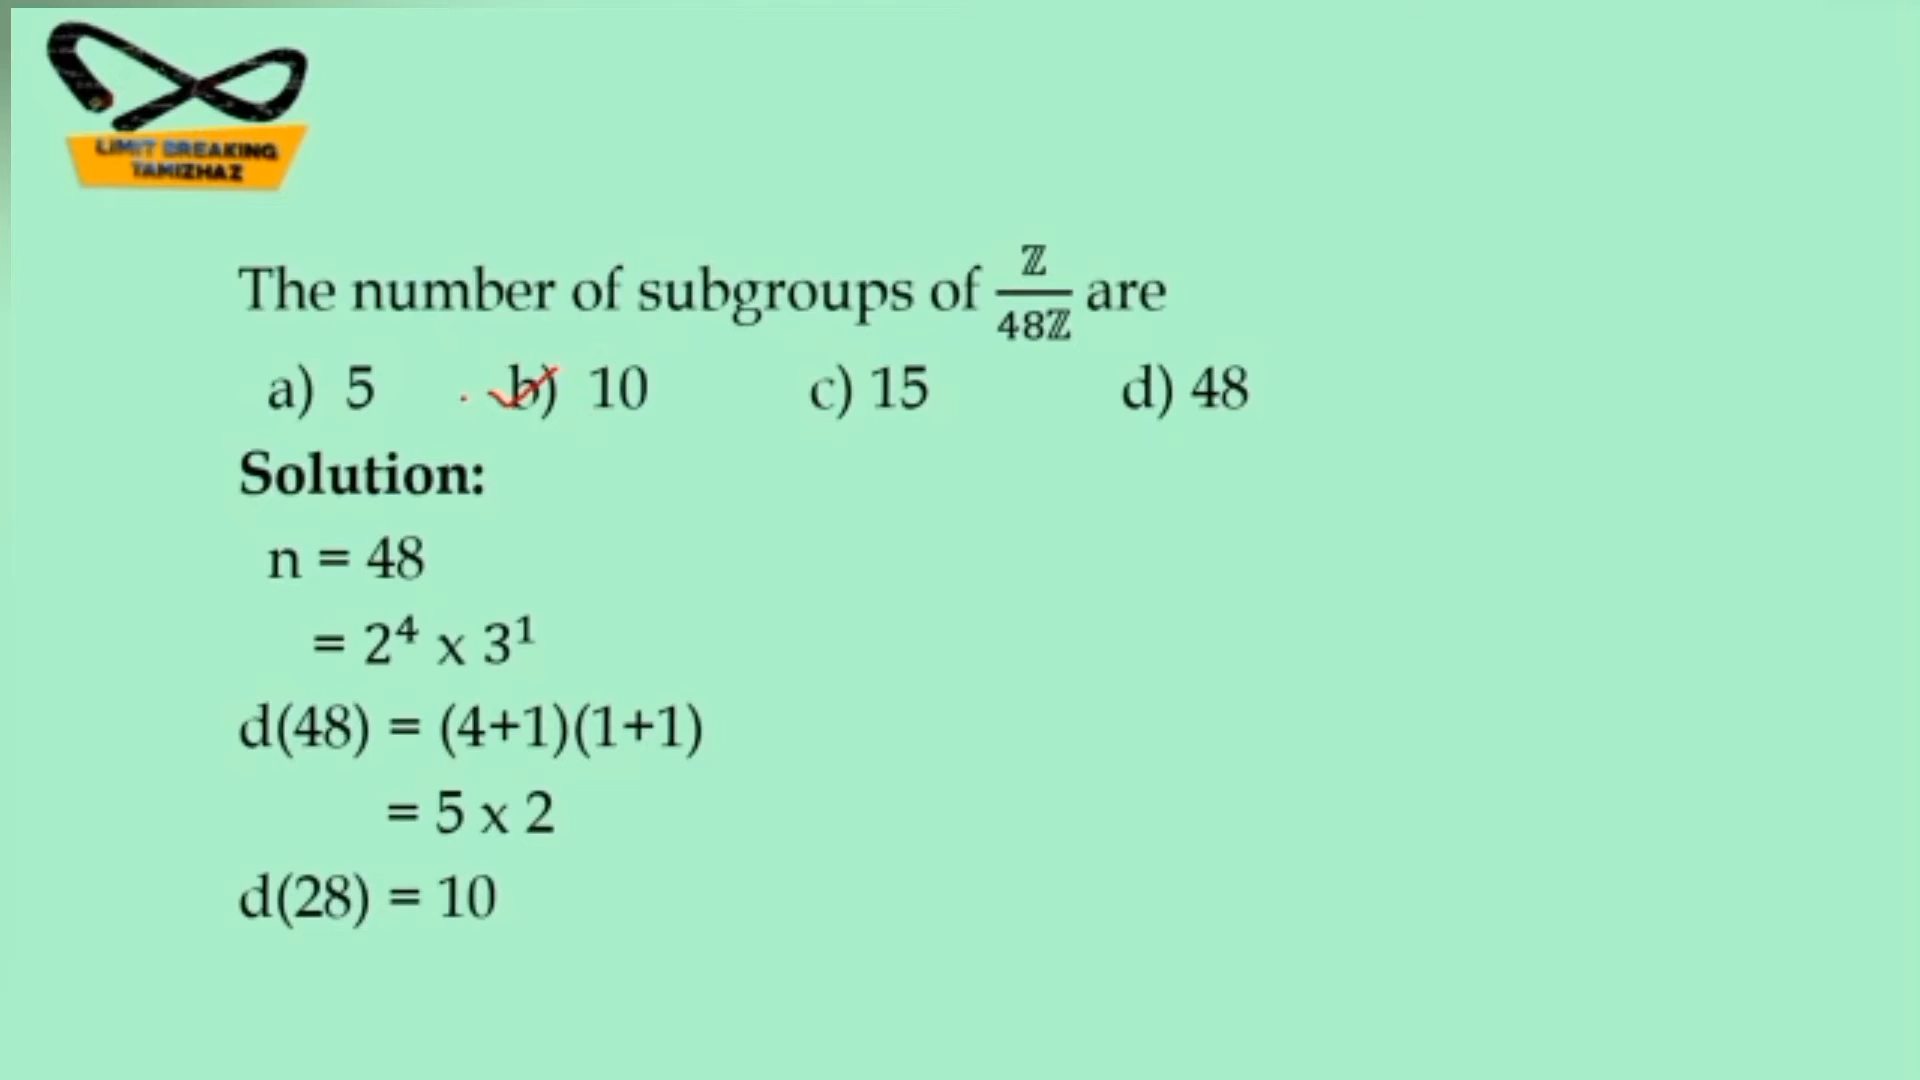 LIMIT BREAKING
TAMIZHAZ
The number of subgroups of ℤ/48ℤ are
a) 5 b) 10 c) 15 d) 48
Solution:
n = 48
= 2⁴ x 3¹
d(48) = (4+1)(1+1)
= 5 x 2
d(28) = 10